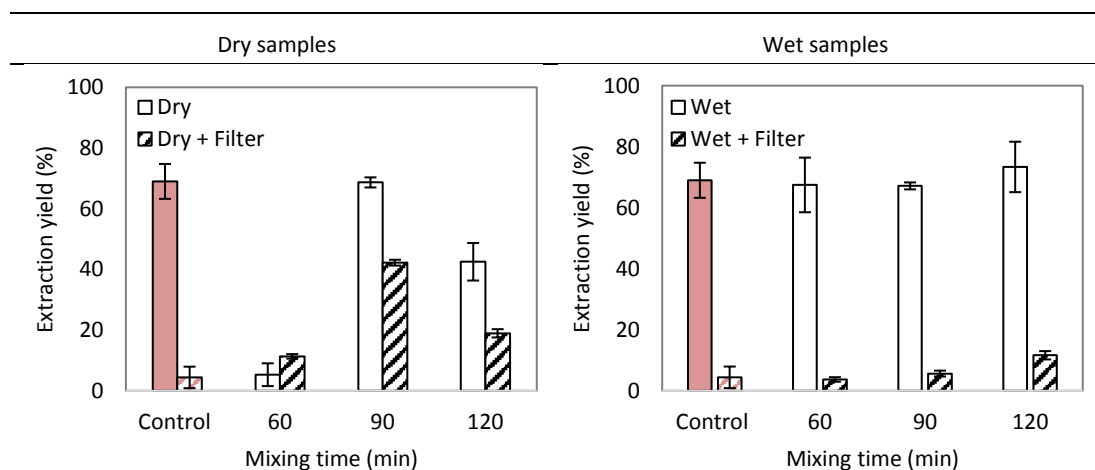 Dry samples
Wet samples
Extraction yield (%)
100
80
60
40
20
0
Dry
Dry + Filter
Control 60 90 120
Mixing time (min)
Extraction yield (%)
100
80
60
40
20
0
Wet
Wet + Filter
Control 60 90 120
Mixing time (min)